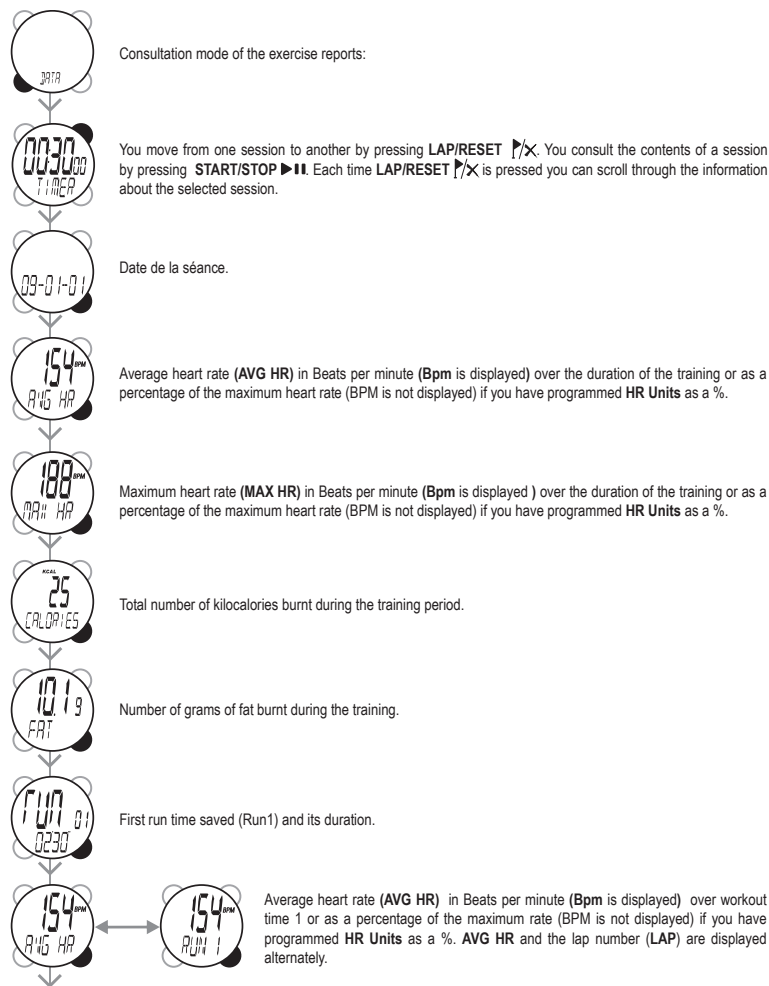 DATA
Consultation mode of the exercise reports:
00:30 00
TIMER
You move from one session to another by pressing LAP/RESET. You consult the contents of a session
by pressing START/STOP. Each time LAP/RESET is pressed you can scroll through the information
about the selected session.
09-01-01
Date de la séance.
154 BPM
AVG HR
Average heart rate (AVG HR) in Beats per minute (Bpm is displayed) over the duration of the training or as a
percentage of the maximum heart rate (BPM is not displayed) if you have programmed HR Units as a %.
188 BPM
MAX HR
Maximum heart rate (MAX HR) in Beats per minute (Bpm is displayed ) over the duration of the training or as a
percentage of the maximum heart rate (BPM is not displayed) if you have programmed HR Units as a %.
KCAL
25
CALORIES
Total number of kilocalories burnt during the training period.
10.1 g
FAT
Number of grams of fat burnt during the training.
run 01
02'30"
First run time saved (Run1) and its duration.
154 BPM
AVG HR
154 BPM
RUN 1
Average heart rate (AVG HR) in Beats per minute (Bpm is displayed) over workout
time 1 or as a percentage of the maximum rate (BPM is not displayed) if you have
programmed HR Units as a %. AVG HR and the lap number (LAP) are displayed
alternately.